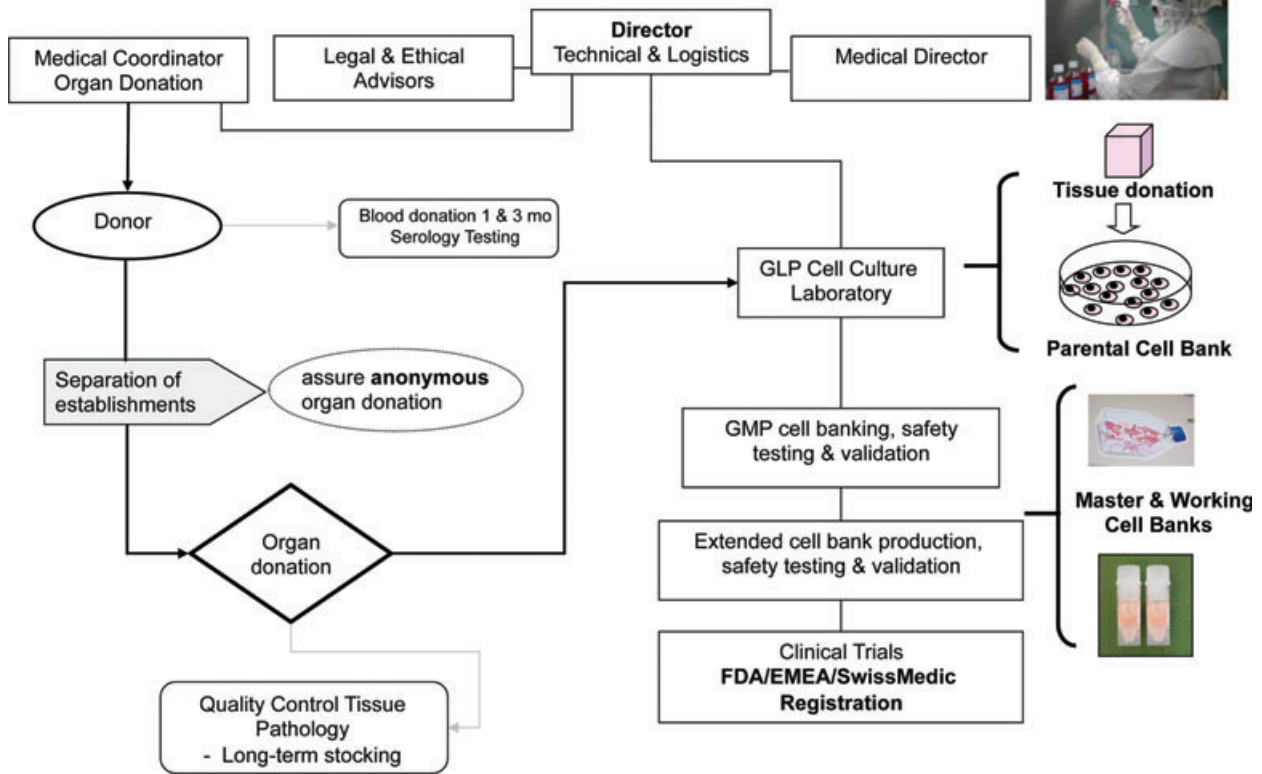 Medical Coordinator
Organ Donation
Legal & Ethical
Advisors
Director
Technical & Logistics
Medical Director
Donor
Blood donation 1 & 3 mo
Serology Testing
Separation of
establishments
assure anonymous
organ donation
Organ
donation
Quality Control Tissue
Pathology
- Long-term stocking
GLP Cell Culture
Laboratory
GMP cell banking, safety
testing & validation
Extended cell bank production,
safety testing & validation
Clinical Trials
FDA/EMEA/SwissMedic
Registration
Tissue donation
Parental Cell Bank
Master & Working
Cell Banks